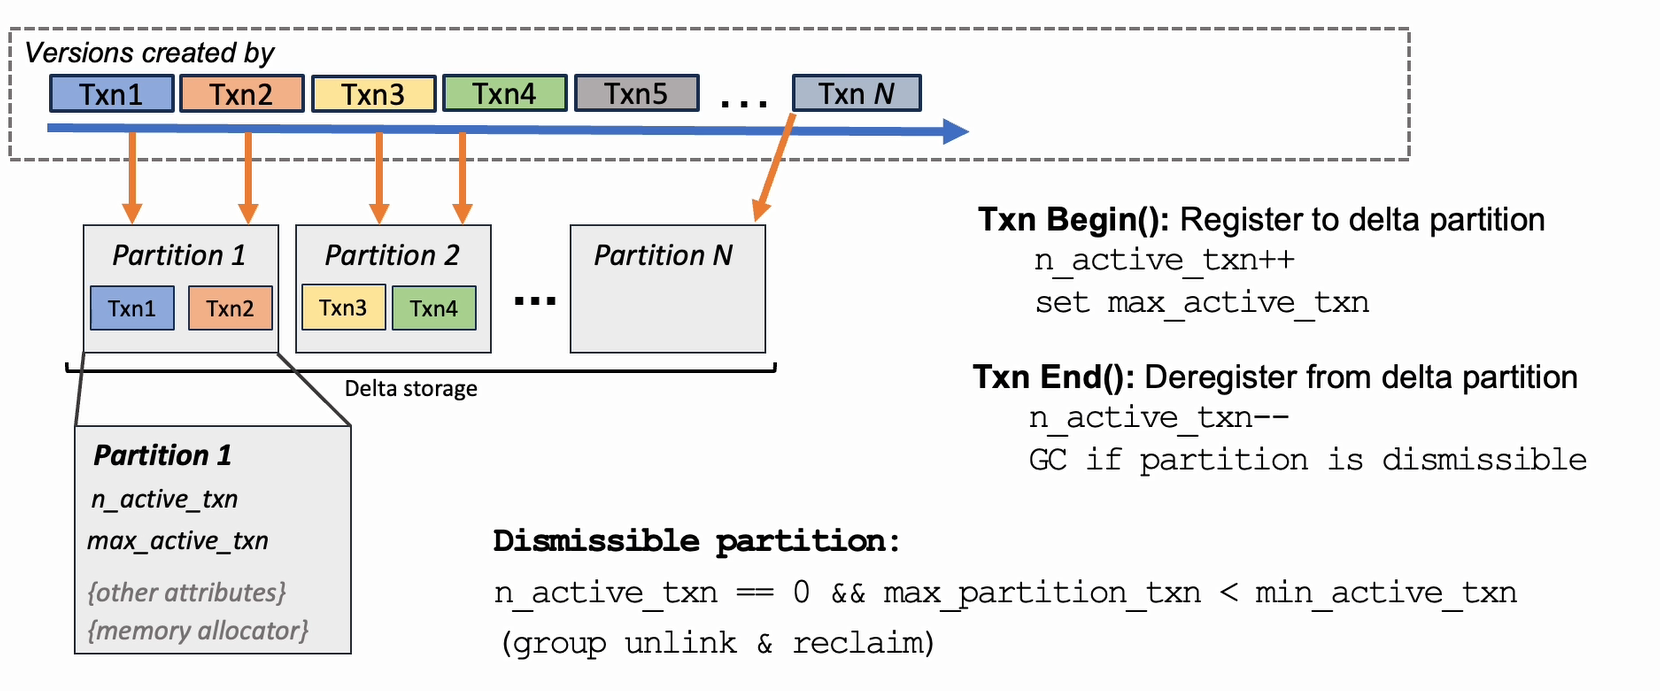 Versions created by
Txn1 Txn2 Txn3 Txn4 Txn5 ... Txn N
Partition 1
Txn1 Txn2
Partition 2
Txn3 Txn4
...
Partition N
Delta storage
Partition 1
n_active_txn
max_active_txn
{other attributes}
{memory allocator}
Txn Begin(): Register to delta partition
n_active_txn++
set max_active_txn
Txn End(): Deregister from delta partition
n_active_txn--
GC if partition is dismissible
Dismissible partition:
n_active_txn == 0 && max_partition_txn < min_active_txn
(group unlink & reclaim)